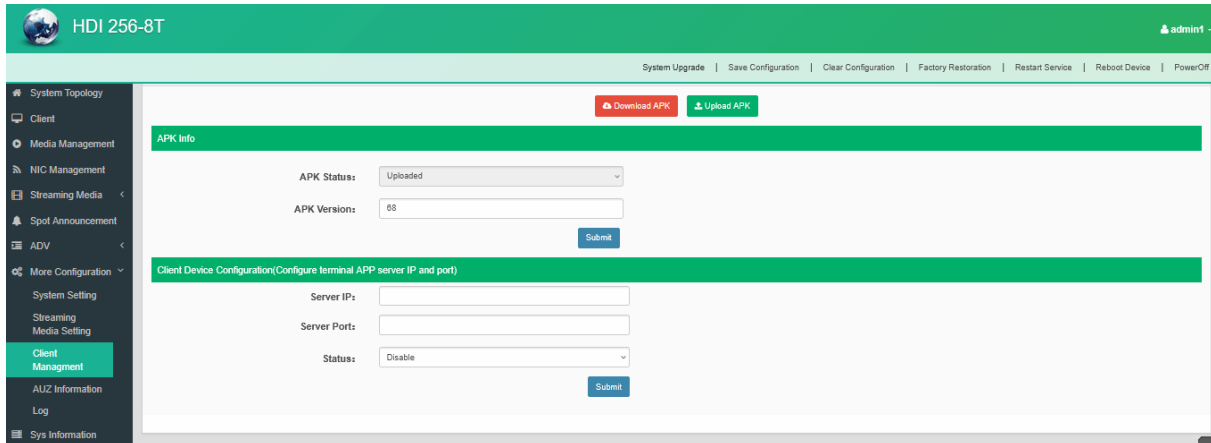 HDI 256-8T
admin1
System Upgrade | Save Configuration | Clear Configuration | Factory Restoration | Restart Service | Reboot Device | PowerOff
System Topology
Client
Media Management
NIC Management
Streaming Media
Spot Announcement
ADV
More Configuration
System Setting
Streaming
Media Setting
Client
Managment
AUZ Information
Log
Sys Information
Download APK
Upload APK
APK Info
APK Status: Uploaded
APK Version: 68
Submit
Client Device Configuration(Configure terminal APP server IP and port)
Server IP:
Server Port:
Status: Disable
Submit